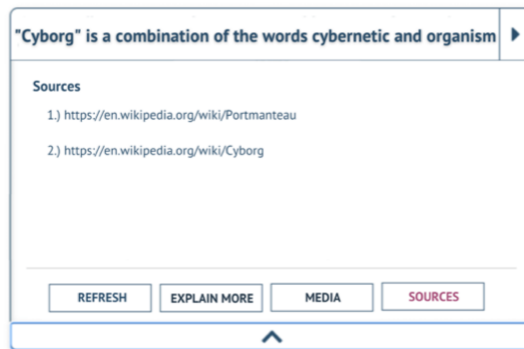 "Cyborg" is a combination of the words cybernetic and organism
Sources
1.) https://en.wikipedia.org/wiki/Portmanteau
2.) https://en.wikipedia.org/wiki/Cyborg
REFRESH EXPLAIN MORE MEDIA SOURCES